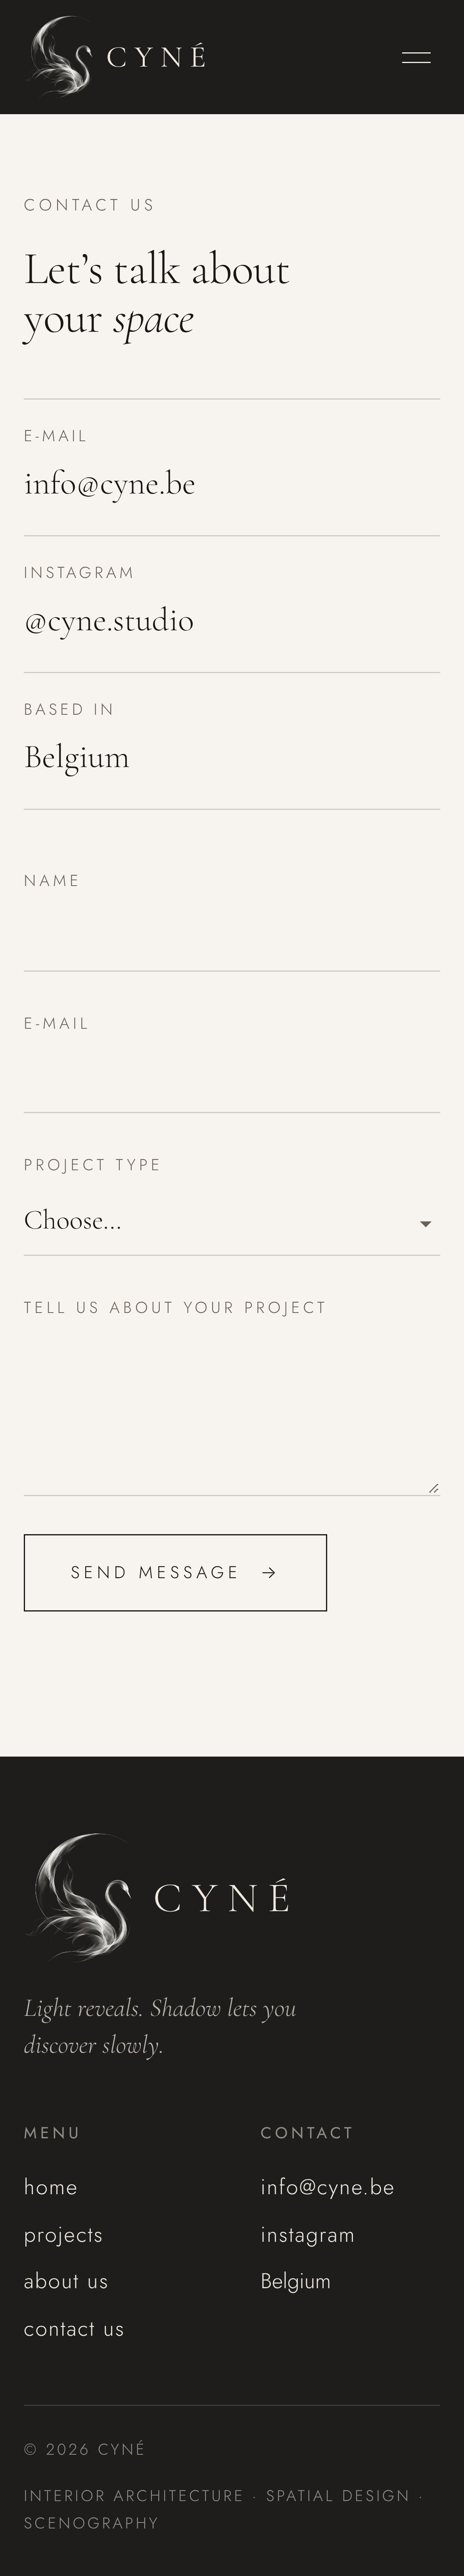 CYNÉ
CONTACT US
Let’s talk about
your space
E-MAIL
info@cyne.be
INSTAGRAM
@cyne.studio
BASED IN
Belgium
NAME
E-MAIL
PROJECT TYPE
Choose...
TELL US ABOUT YOUR PROJECT
SEND MESSAGE →
CYNÉ
Light reveals. Shadow lets you
discover slowly.
MENU
home
projects
about us
contact us
CONTACT
info@cyne.be
instagram
Belgium
© 2026 CYNÉ
INTERIOR ARCHITECTURE · SPATIAL DESIGN ·
SCENOGRAPHY